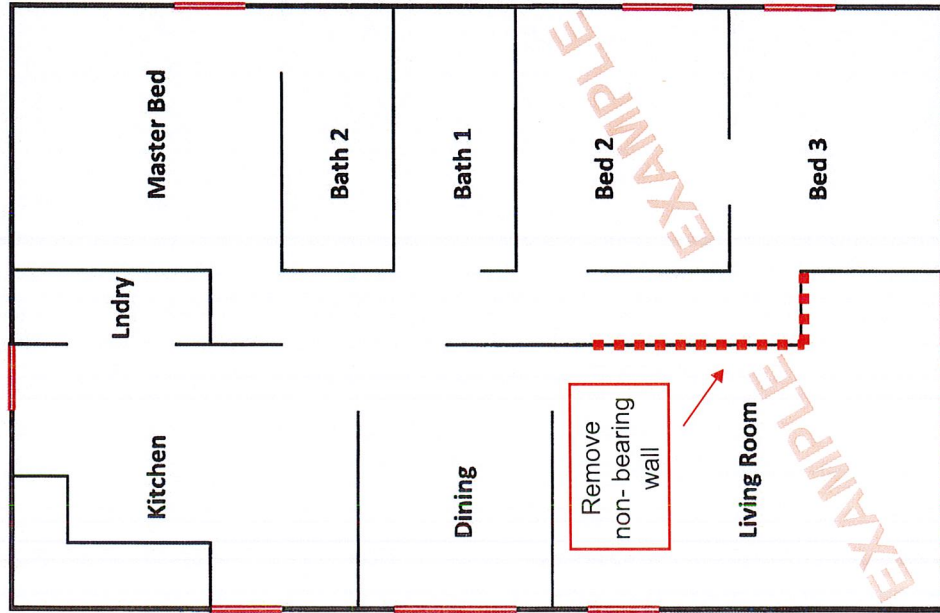 Master Bed
Lndry
Bath 2
Bath 1
Bed 2
Bed 3
Kitchen
Dining
Living Room
Remove
non- bearing
wall
EXAMPLE
EXAMPLE